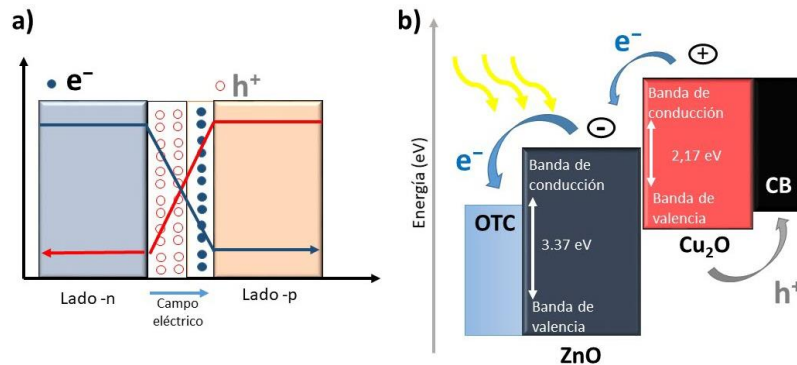 a)
e⁻
h⁺
Lado -n
Campo
eléctrico
Lado -p
b)
Energía (eV)
e⁻
+
e⁻
-
OTC
Banda de
conducción
3.37 eV
Banda de
valencia
ZnO
Banda de
conducción
2,17 eV
Banda de
valencia
Cu₂O
CB
h⁺